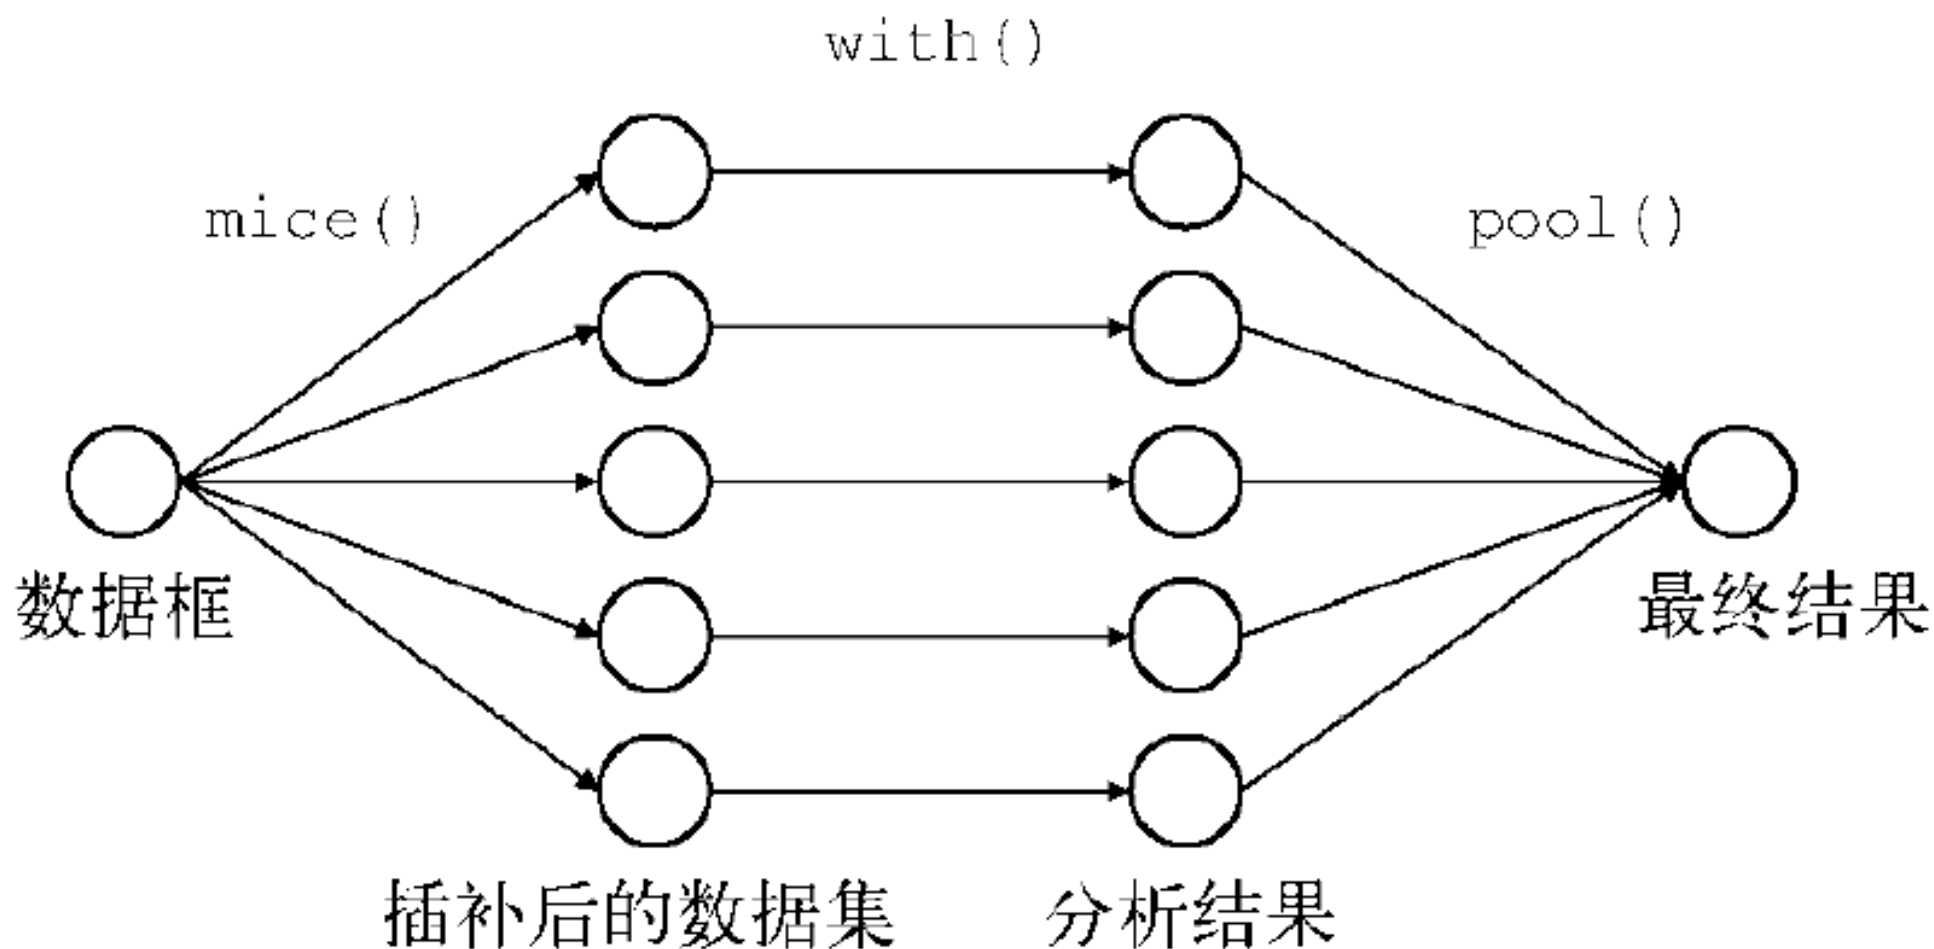 with()
mice()
pool()
数据框
最终结果
插补后的数据集
分析结果